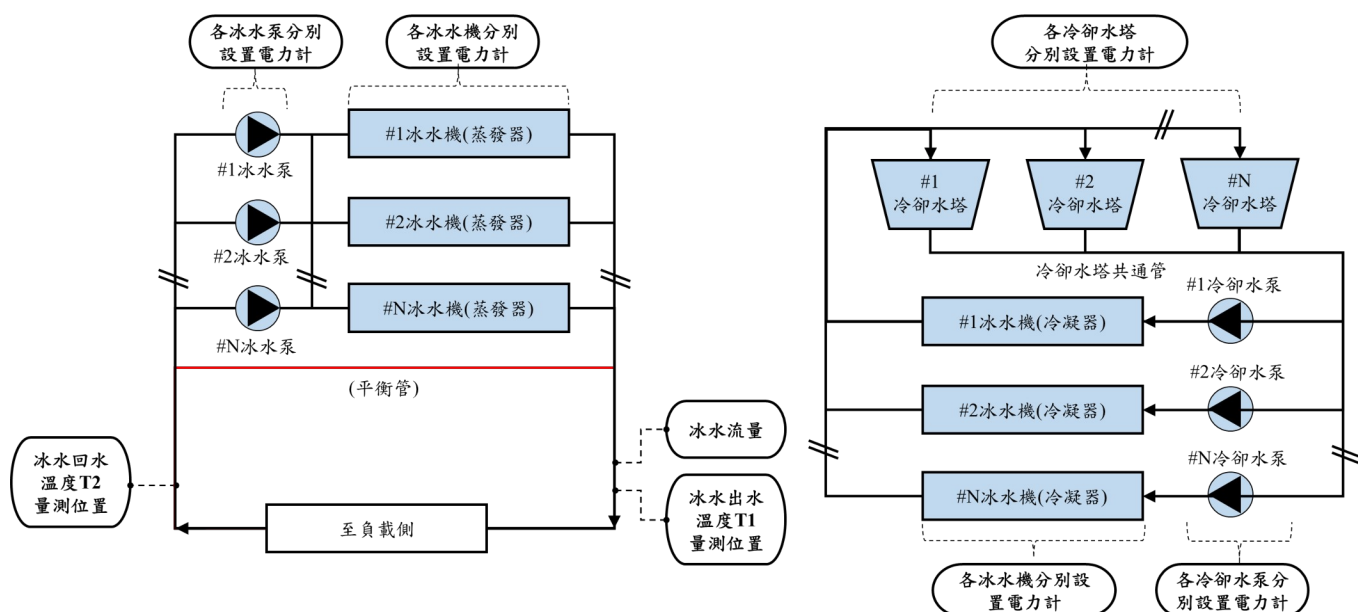 各冰水泵分別
設置電力計
各冰水機分別
設置電力計
#1冰水機(蒸發器)
#1冰水泵
#2冰水機(蒸發器)
#2冰水泵
#N冰水機(蒸發器)
#N冰水泵
(平衡管)
冰水流量
冰水回水
溫度T2
量測位置
冰水出水
溫度T1
量測位置
至負載側
各冷卻水塔
分別設置電力計
#1
冷卻水塔
#2
冷卻水塔
#N
冷卻水塔
冷卻水塔共通管
#1冷卻水泵
#1冰水機(冷凝器)
#2冷卻水泵
#2冰水機(冷凝器)
#N冷卻水泵
#N冰水機(冷凝器)
各冰水機分別設
置電力計
各冷卻水泵分
別設置電力計